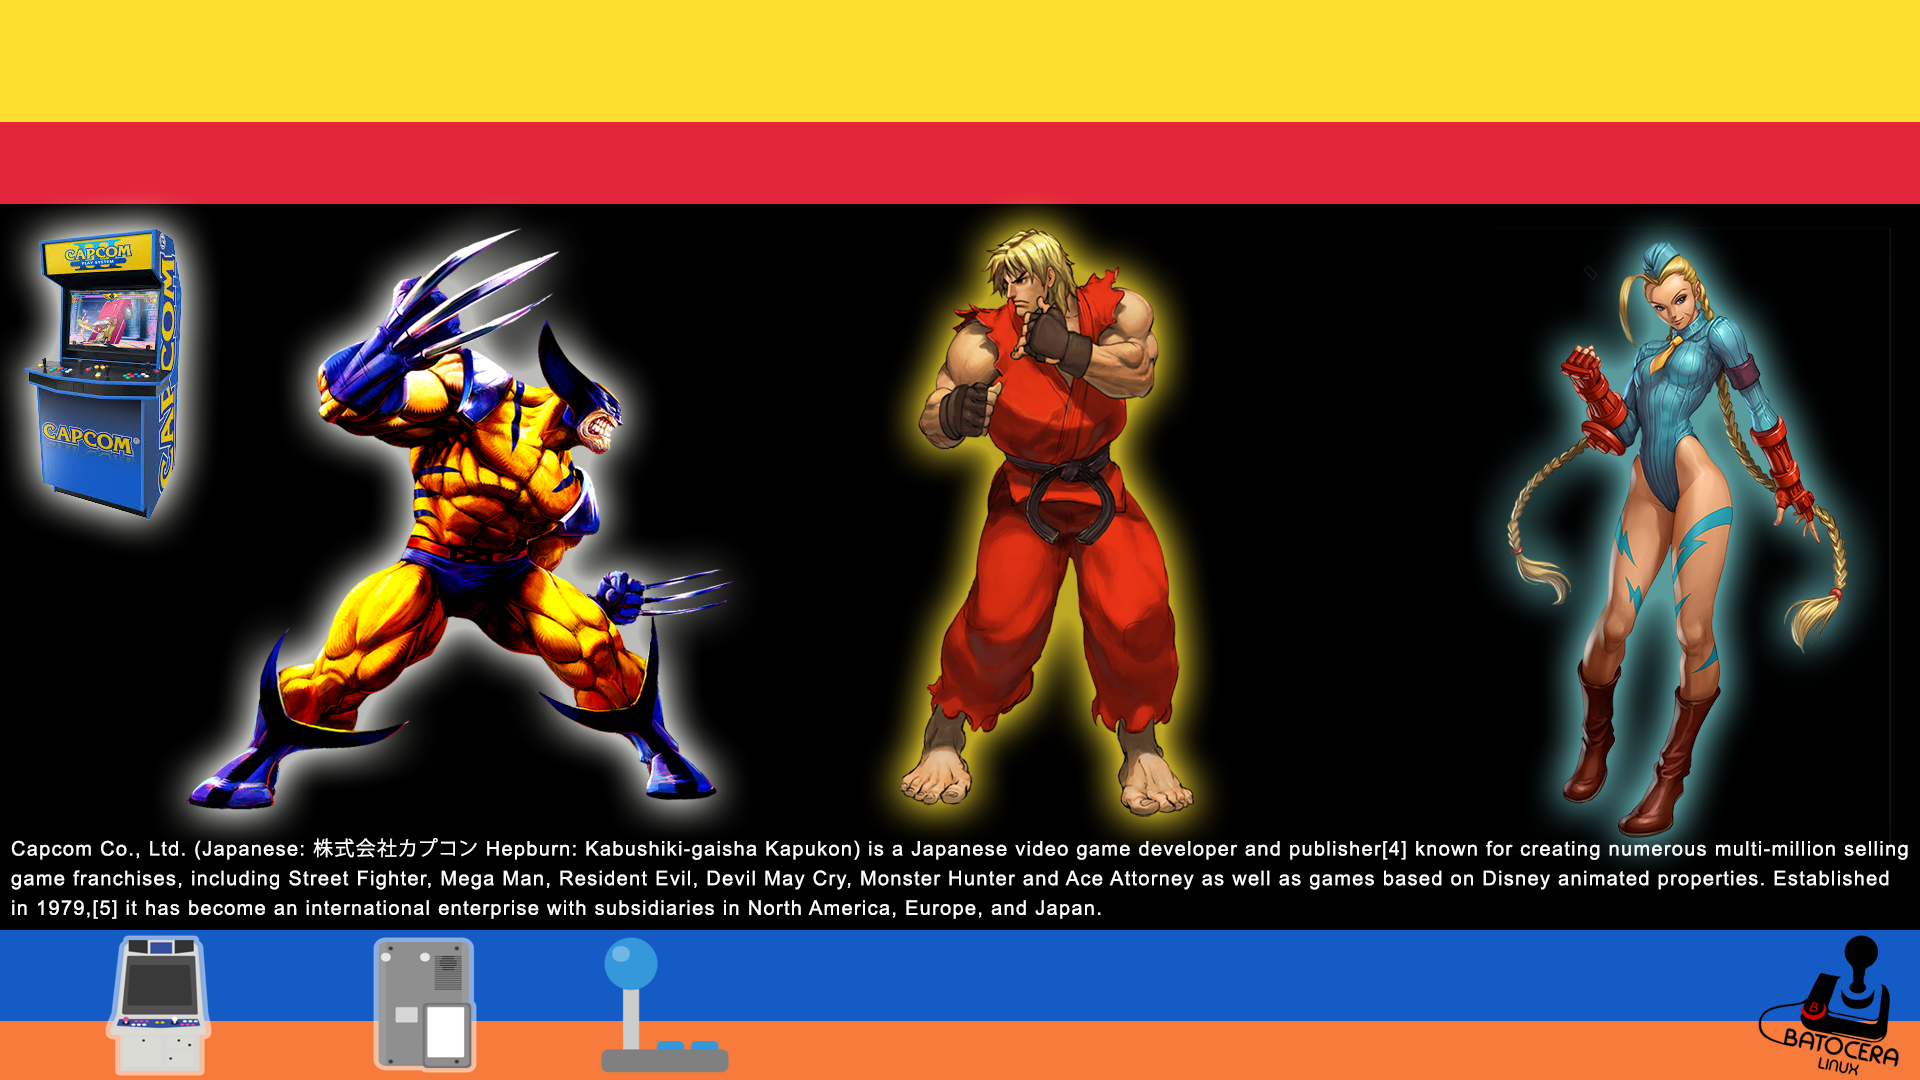 CAPCOM
PLAY SYSTEM
CAPCOM
CAPCOM®
Capcom Co., Ltd. (Japanese: 株式会社カプコン Hepburn: Kabushiki-gaisha Kapukon) is a Japanese video game developer and publisher[4] known for creating numerous multi-million selling
game franchises, including Street Fighter, Mega Man, Resident Evil, Devil May Cry, Monster Hunter and Ace Attorney as well as games based on Disney animated properties. Established
in 1979,[5] it has become an international enterprise with subsidiaries in North America, Europe, and Japan.
B
BATOCERA
LINUX